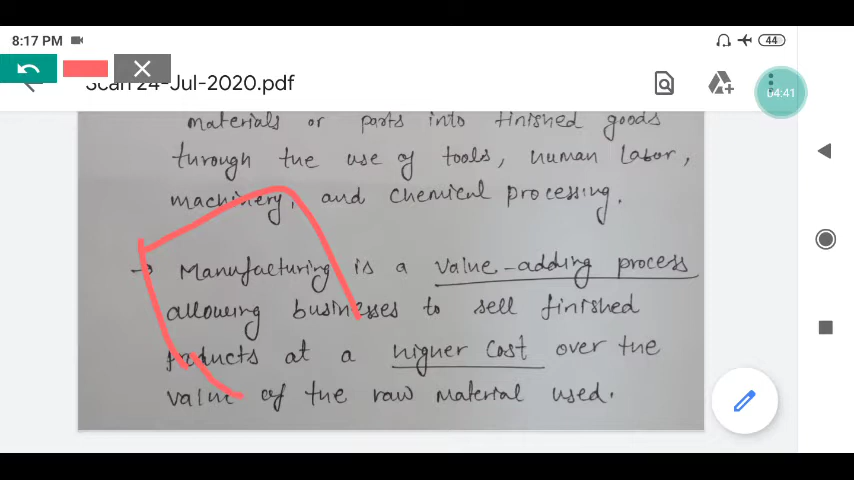 8:17 PM
44
Scan 24-Jul-2020.pdf
04:41
materials or parts into finished goods
through the use of tools, human labor,
machinery, and chemical processing.
→ Manufacturing is a value-adding process
allowing businesses to sell finished
products at a higher cost over the
value of the raw material used.